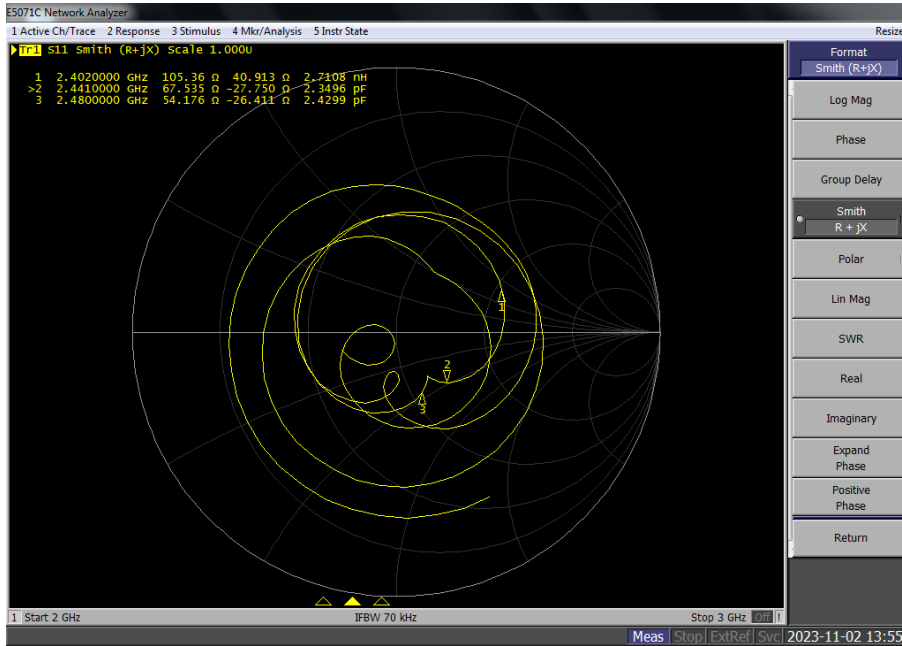 E5071C Network Analyzer
1 Active Ch/Trace 2 Response 3 Stimulus 4 Mkr/Analysis 5 Instr State
Resize
Tr1 S11 Smith (R+jX) Scale 1.000U
1 2.4020000 GHz 105.36 Ω 40.913 Ω 2.7108 nH
>2 2.4410000 GHz 67.535 Ω -27.750 Ω 2.3496 pF
3 2.4800000 GHz 54.176 Ω -26.411 Ω 2.4299 pF
1
2
3
Format
Smith (R+jX)
Log Mag
Phase
Group Delay
Smith
R + jX
Polar
Lin Mag
SWR
Real
Imaginary
Expand
Phase
Positive
Phase
Return
1 Start 2 GHz IFBW 70 kHz Stop 3 GHz Off !
Meas Stop ExtRef Svc 2023-11-02 13:55